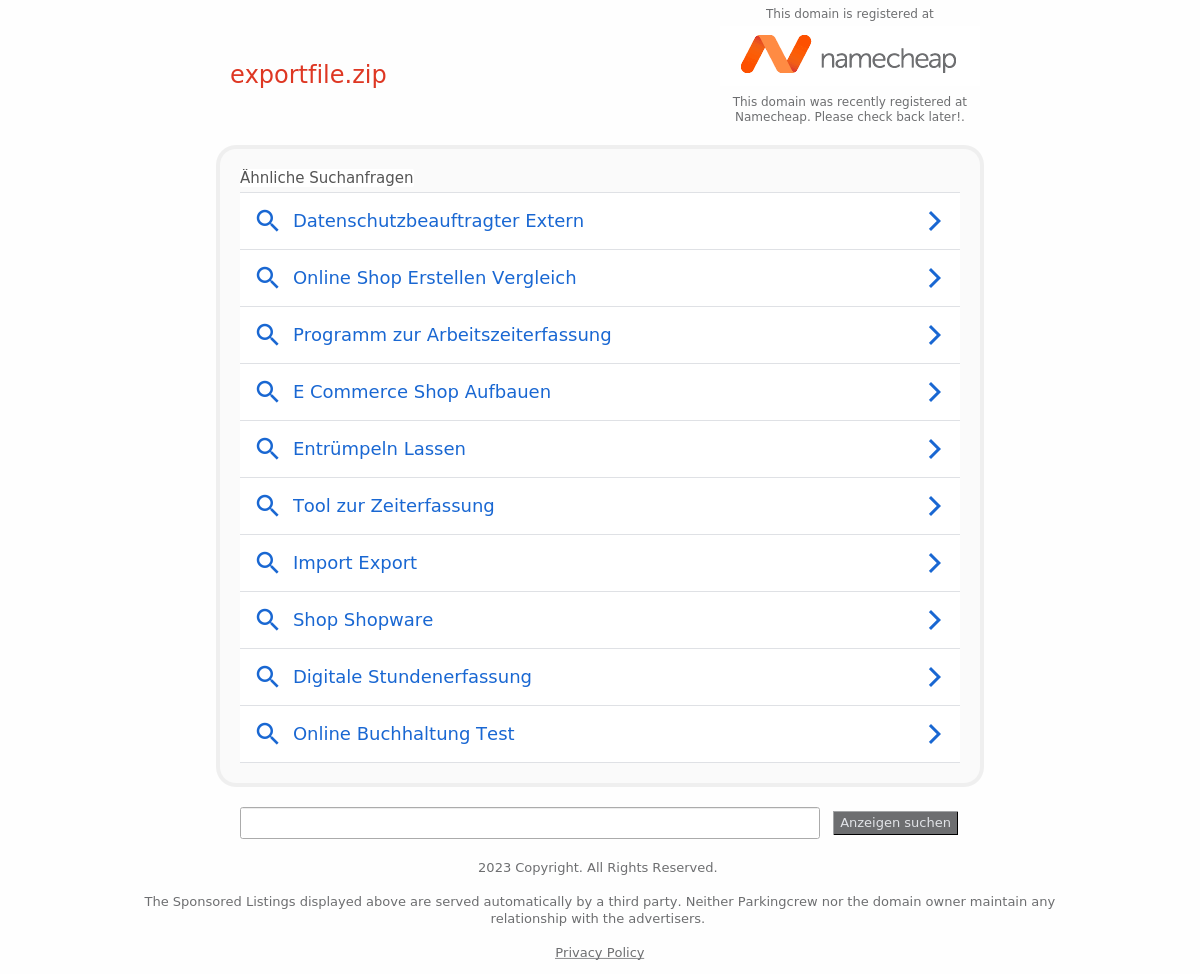 This domain is registered at
exportfile.zip
namecheap
This domain was recently registered at
Namecheap. Please check back later!.
Ähnliche Suchanfragen
Datenschutzbeauftragter Extern
Online Shop Erstellen Vergleich
Programm zur Arbeitszeiterfassung
E Commerce Shop Aufbauen
Entrümpeln Lassen
Tool zur Zeiterfassung
Import Export
Shop Shopware
Digitale Stundenerfassung
Online Buchhaltung Test
Anzeigen suchen
2023 Copyright. All Rights Reserved.
The Sponsored Listings displayed above are served automatically by a third party. Neither Parkingcrew nor the domain owner maintain any
relationship with the advertisers.
Privacy Policy